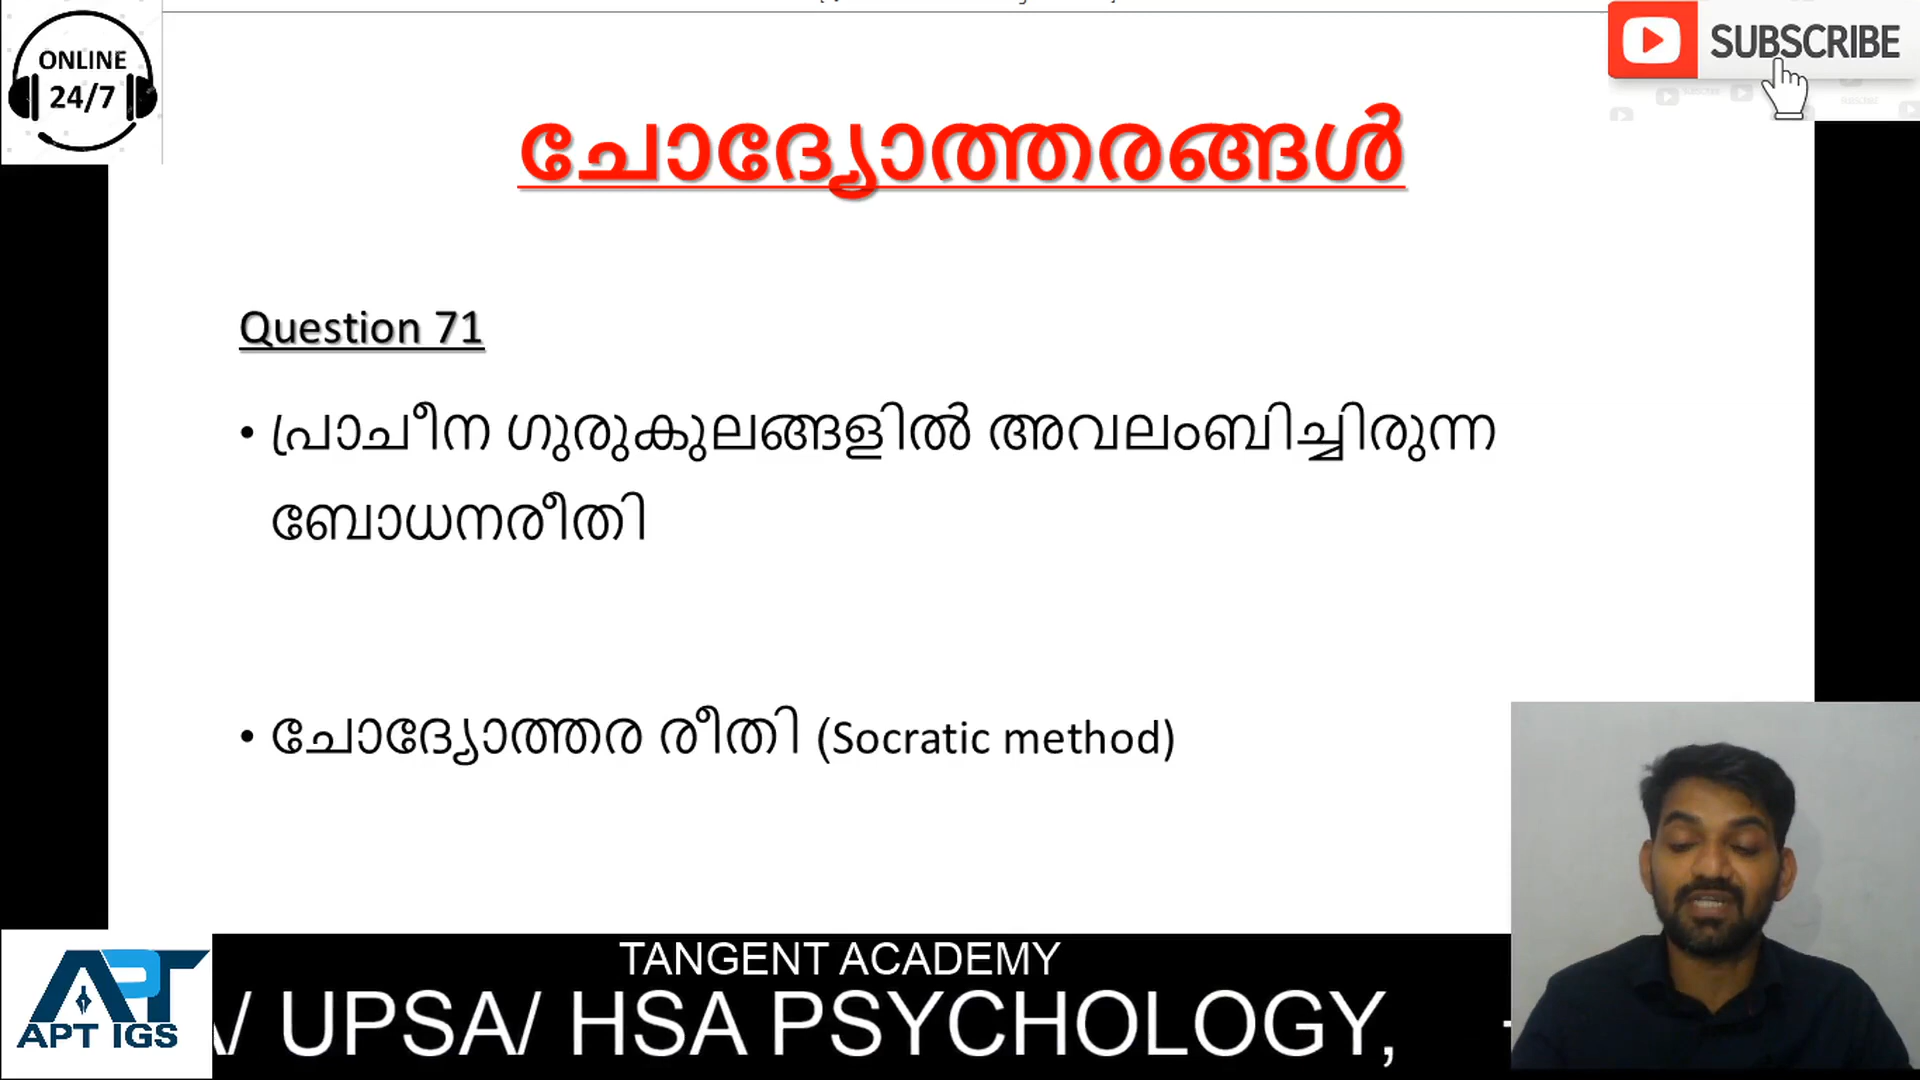 ONLINE
24/7
SUBSCRIBE
ചോദ്യോത്തരങ്ങൾ
Question 71
• പ്രാചീന ഗുരുകുലങ്ങളിൽ അവലംബിച്ചിരുന്ന
ബോധനരീതി
• ചോദ്യോത്തര രീതി (Socratic method)
TANGENT ACADEMY
/ UPSA/ HSA PSYCHOLOGY,
APT
APT IGS